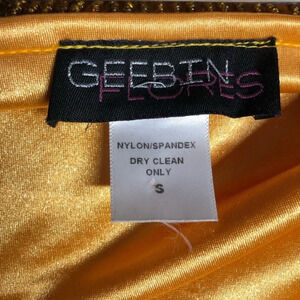 GEEBIN
FLORES
NYLON/SPANDEX
DRY CLEAN
ONLY
S